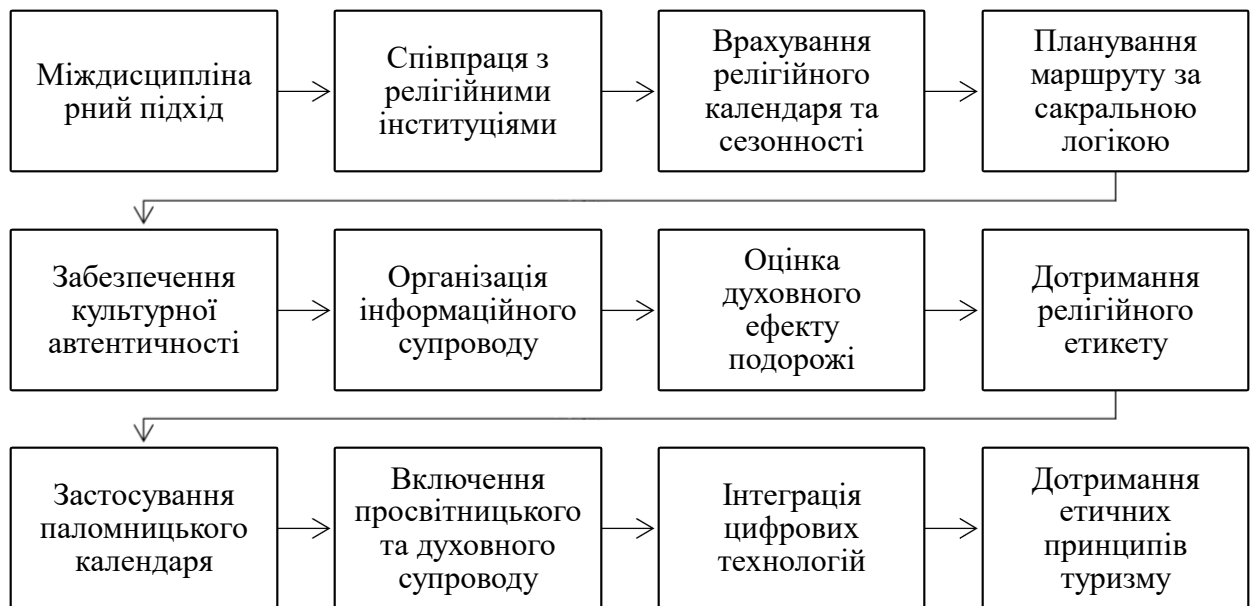 Міждисципліна
рний підхід
Співпраця з
релігійними
інституціями
Врахування
релігійного
календаря та
сезонності
Планування
маршруту за
сакральною
логікою
Забезпечення
культурної
автентичності
Організація
інформаційного
супроводу
Оцінка
духовного
ефекту
подорожі
Дотримання
релігійного
етикету
Застосування
паломницького
календаря
Включення
просвітницького
та духовного
супроводу
Інтеграція
цифрових
технологій
Дотримання
етичних
принципів
туризму